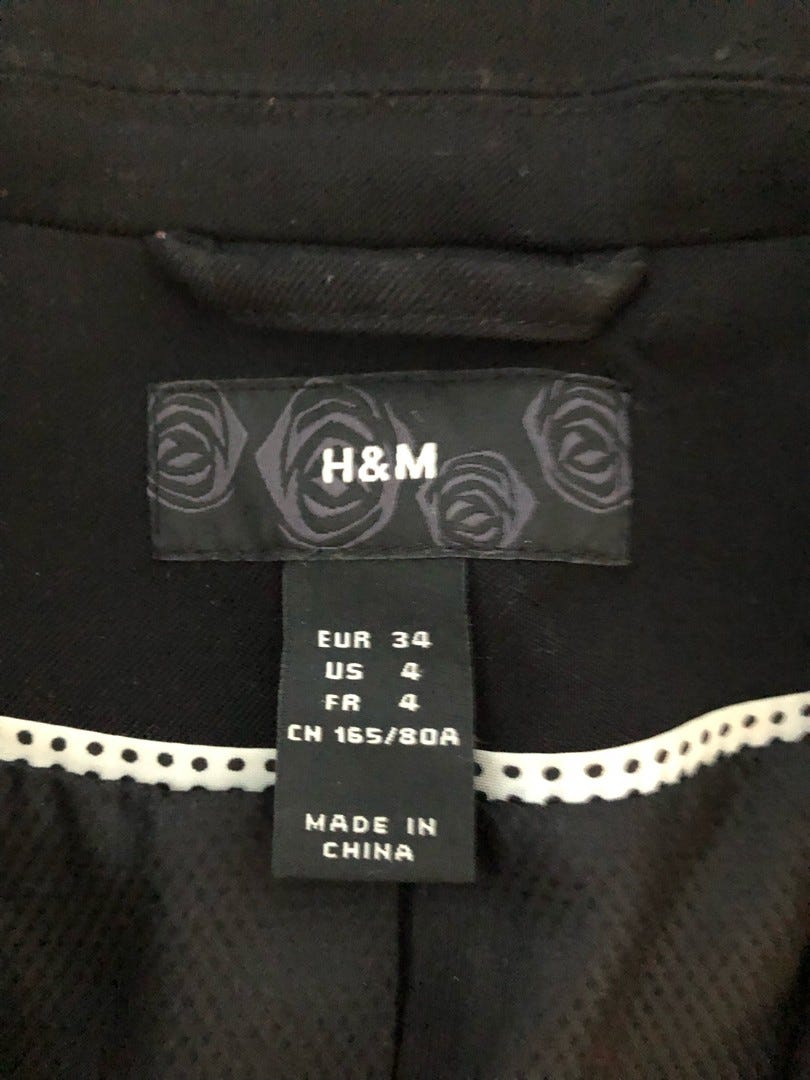 H&M
EUR 34
US 4
FR 4
CN 165/80A
MADE IN
CHINA